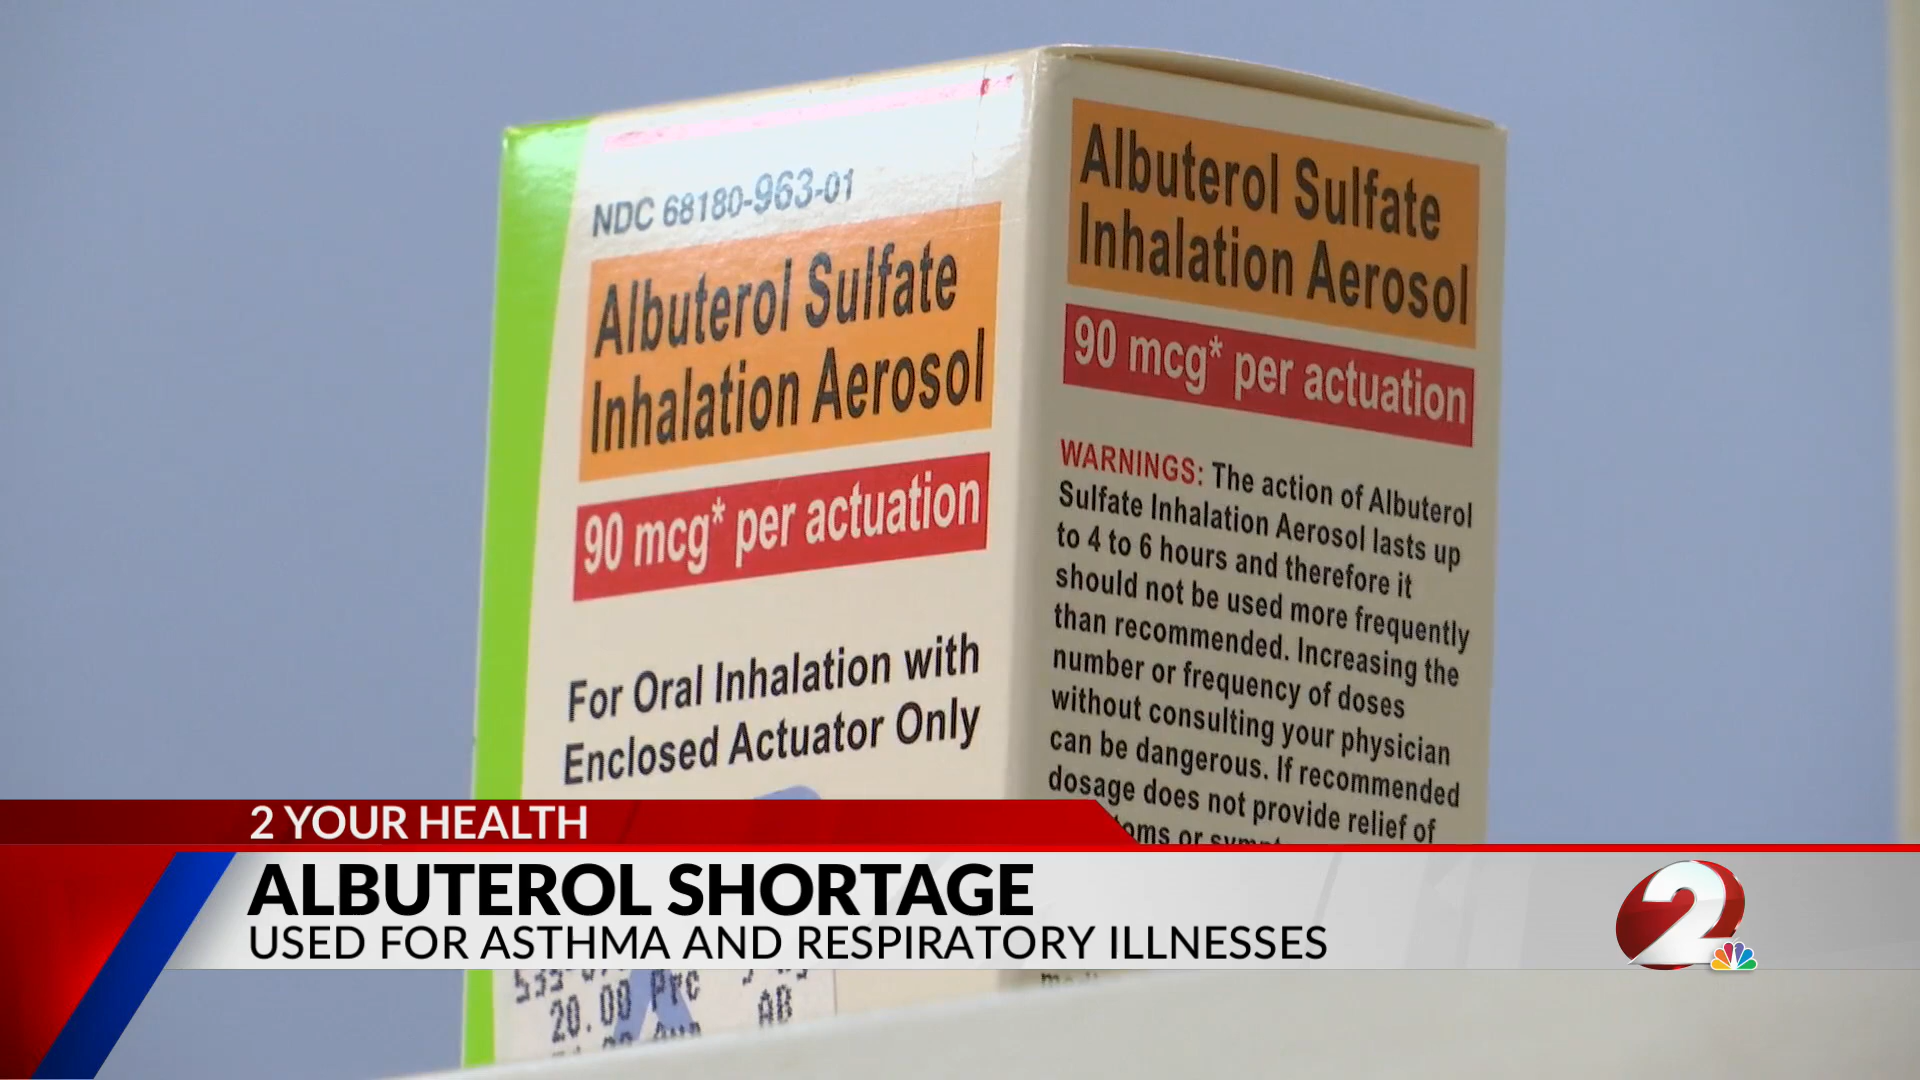 NDC 68180-963-01
Albuterol Sulfate
Inhalation Aerosol
90 mcg* per actuation
For Oral Inhalation with
Enclosed Actuator Only
Albuterol Sulfate
Inhalation Aerosol
90 mcg* per actuation
WARNINGS: The action of Albuterol
Sulfate Inhalation Aerosol lasts up
to 4 to 6 hours and therefore it
should not be used more frequently
than recommended. Increasing the
number or frequency of doses
without consulting your physician
can be dangerous. If recommended
dosage does not provide relief of
or
2 YOUR HEALTH
ALBUTEROL SHORTAGE
USED FOR ASTHMA AND RESPIRATORY ILLNESSES
2
20.00
AB